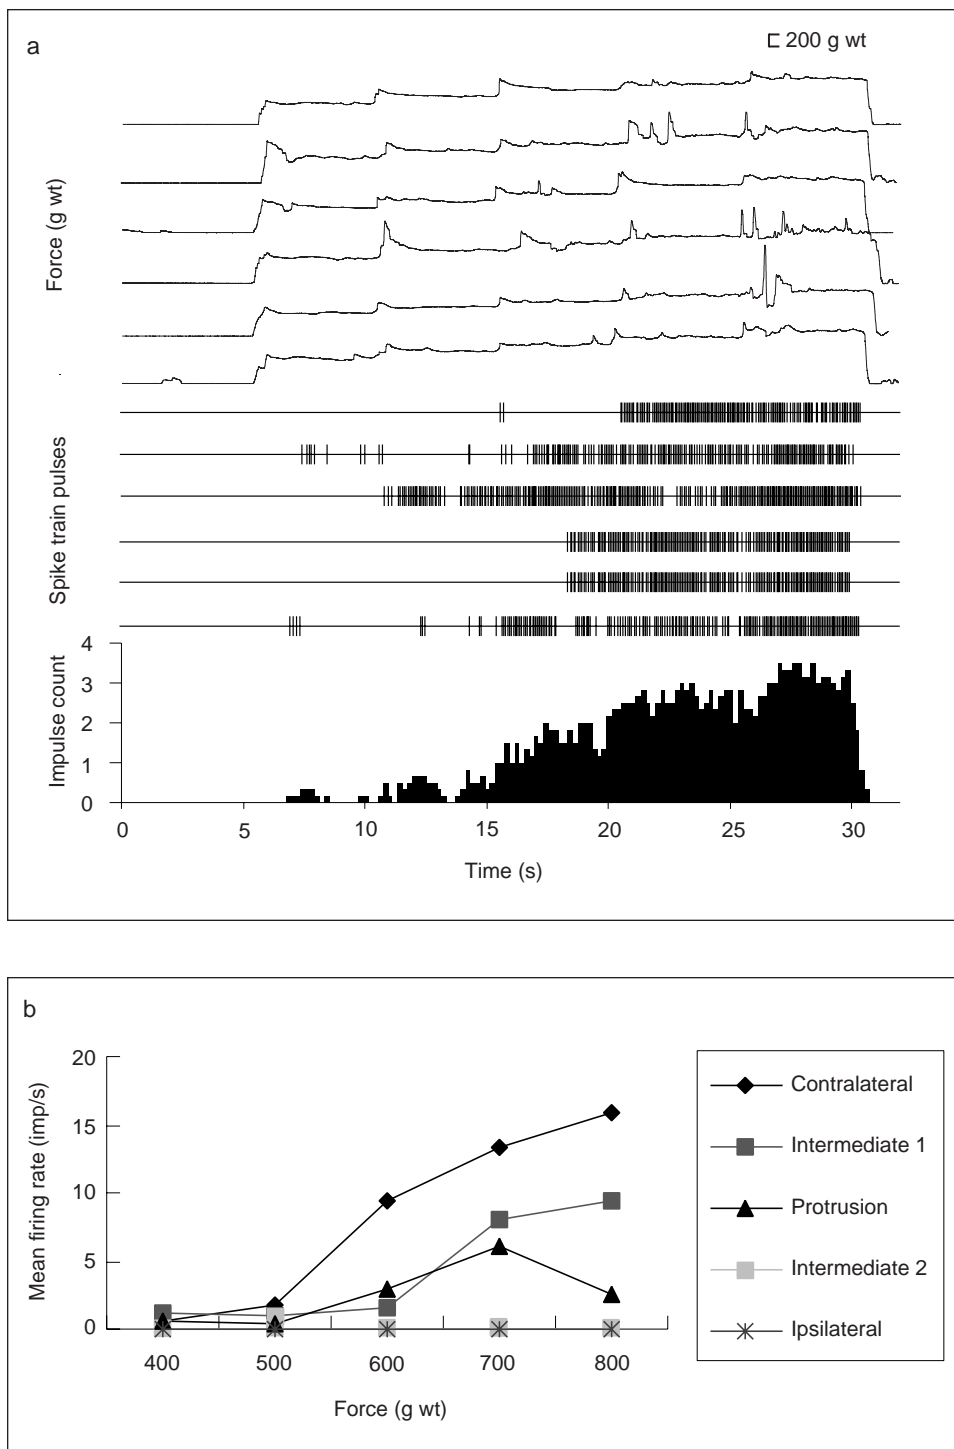 a
200 g wt
Force (g wt)
Spike train pulses
Impulse count
4
3
2
1
0
0 5 10 15 20 25 30
Time (s)
b
Mean firing rate (imp/s)
20
15
10
5
0
400 500 600 700 800
Force (g wt)
Contralateral
Intermediate 1
Protrusion
Intermediate 2
Ipsilateral